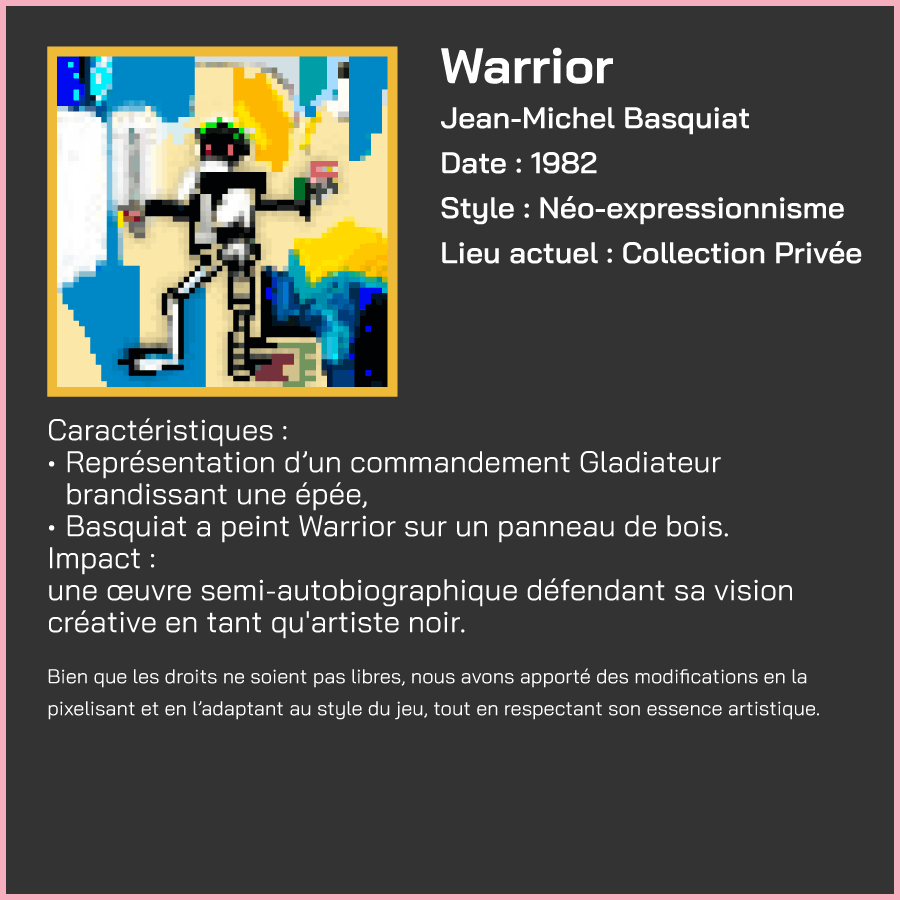 Warrior
Jean-Michel Basquiat
Date : 1982
Style : Néo-expressionnisme
Lieu actuel : Collection Privée
Caractéristiques :
• Représentation d’un commandement Gladiateur
brandissant une épée,
• Basquiat a peint Warrior sur un panneau de bois.
Impact :
une œuvre semi-autobiographique défendant sa vision
créative en tant qu'artiste noir.
Bien que les droits ne soient pas libres, nous avons apporté des modifications en la
pixelisant et en l’adaptant au style du jeu, tout en respectant son essence artistique.